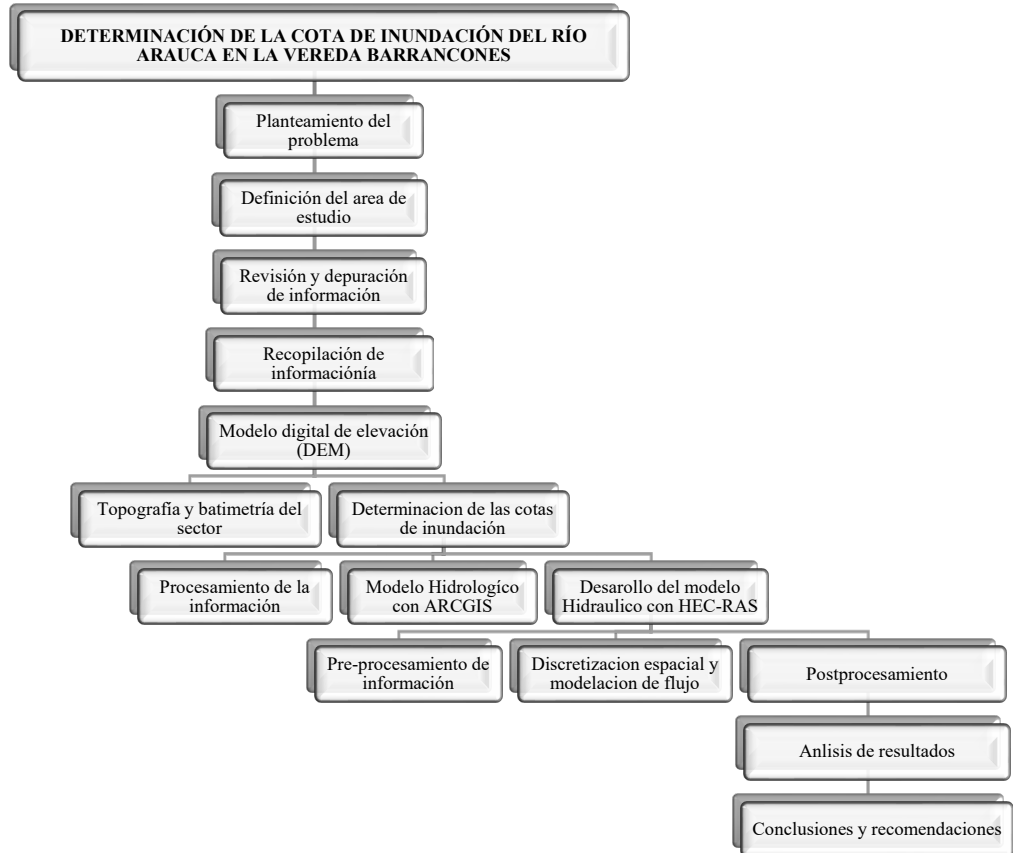 DETERMINACIÓN DE LA COTA DE INUNDACIÓN DEL RÍO
ARAUCA EN LA VEREDA BARRANCONES
Planteamiento del
problema
Definición del area de
estudio
Revisión y depuración
de información
Recopilación de
informaciónía
Modelo digital de elevación
(DEM)
Topografía y batimetría del
sector
Determinacion de las cotas
de inundación
Procesamiento de la
información
Modelo Hidrologíco
con ARCGIS
Desarollo del modelo
Hidraulico con HEC-RAS
Pre-procesamiento de
información
Discretizacion espacial y
modelacion de flujo
Postprocesamiento
Anlisis de resultados
Conclusiones y recomendaciones